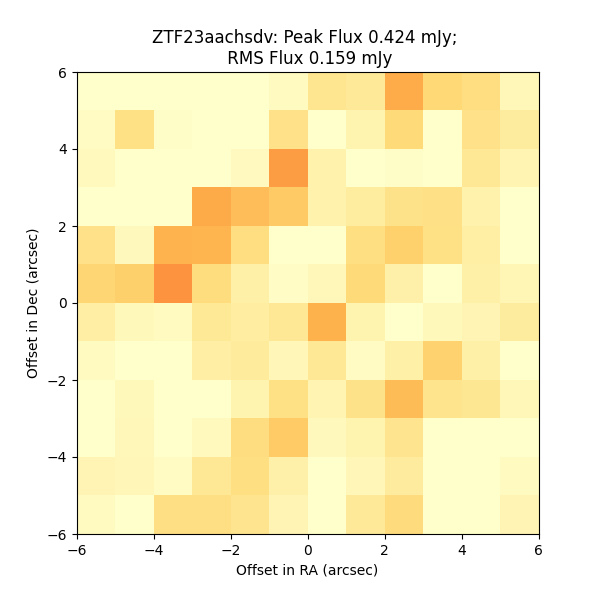 ZTF23aachsdv: Peak Flux 0.424 mJy;
RMS Flux 0.159 mJy
6
4
2
0
−2
−4
−6
Offset in Dec (arcsec)
−6 −4 −2 0 2 4 6
Offset in RA (arcsec)